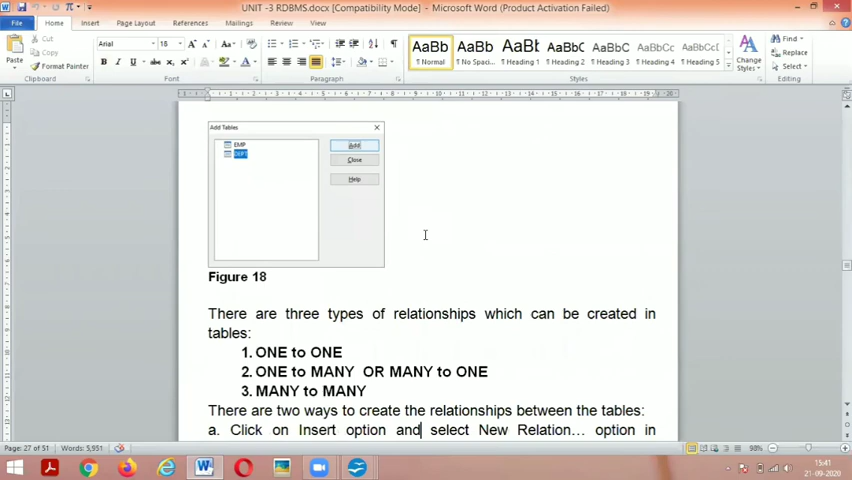 UNIT -3 RDBMS.docx [Compatibility Mode] - Microsoft Word (Product Activation Failed)
File Home Insert Page Layout References Mailings Review View
Cut
Copy
Format Painter
Paste
Clipboard
Arial 16
Font
Paragraph
AaBb AaBb AaBb AaBbC AaBbC AaBbC AaBbC
¶ Normal ¶ No Spaci... Heading 1 Heading 2 Heading 3 Heading 4 Heading 5
Styles
Change Styles
Find
Replace
Select
Editing
Add Tables
EMP
DEPT
Add
Close
Help
Figure 18
There are three types of relationships which can be created in
tables:
1. ONE to ONE
2. ONE to MANY OR MANY to ONE
3. MANY to MANY
There are two ways to create the relationships between the tables:
a. Click on Insert option and select New Relation... option in
Page: 27 of 51 Words: 5,951 98%
15:41
21-09-2020